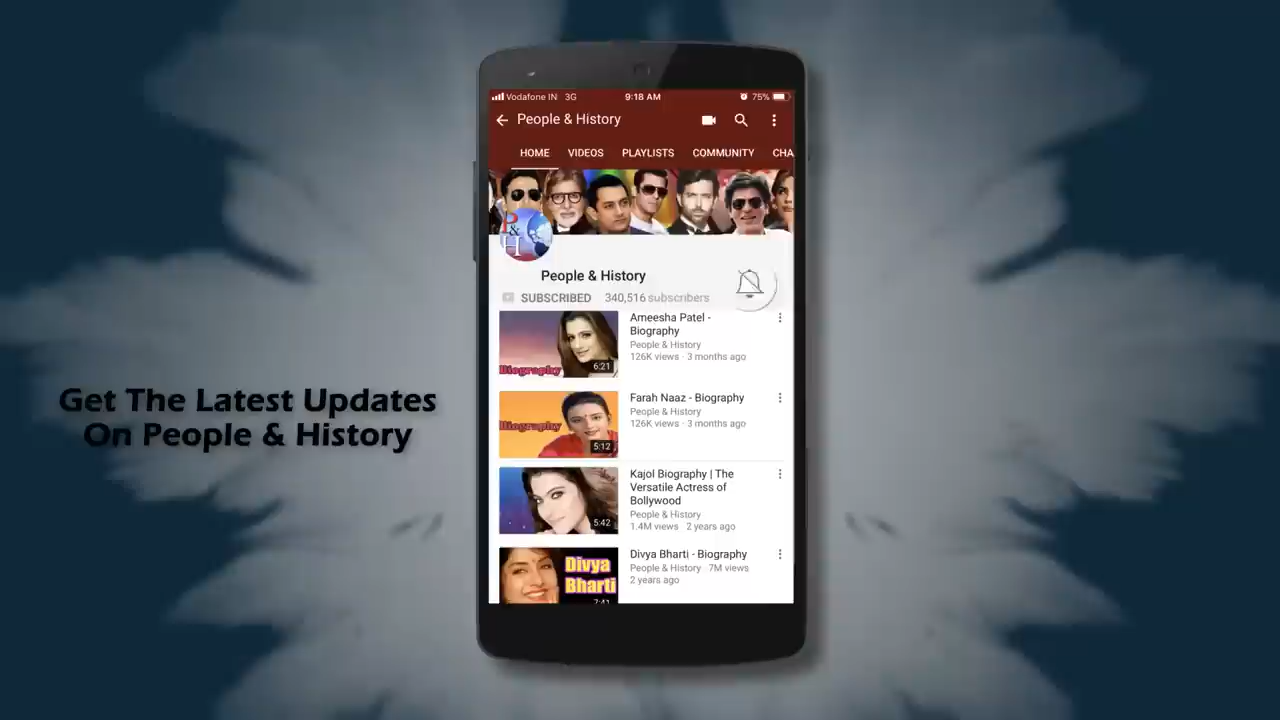 Vodafone IN 3G 9:18 AM 75%
People & History
HOME VIDEOS PLAYLISTS COMMUNITY CHA
P
&
H
People & History
SUBSCRIBED 340,516 subscribers
Ameesha Patel -
Biography
People & History
126K views · 3 months ago
Biography
6:21
Farah Naaz - Biography
People & History
126K views · 3 months ago
Biography
5:12
Get The Latest Updates
On People & History
Kajol Biography | The
Versatile Actress of
Bollywood
People & History
1.4M views 2 years ago
5:42
Divya Bharti - Biography
People & History · 7M views
2 years ago
Divya
Bharti
7:41